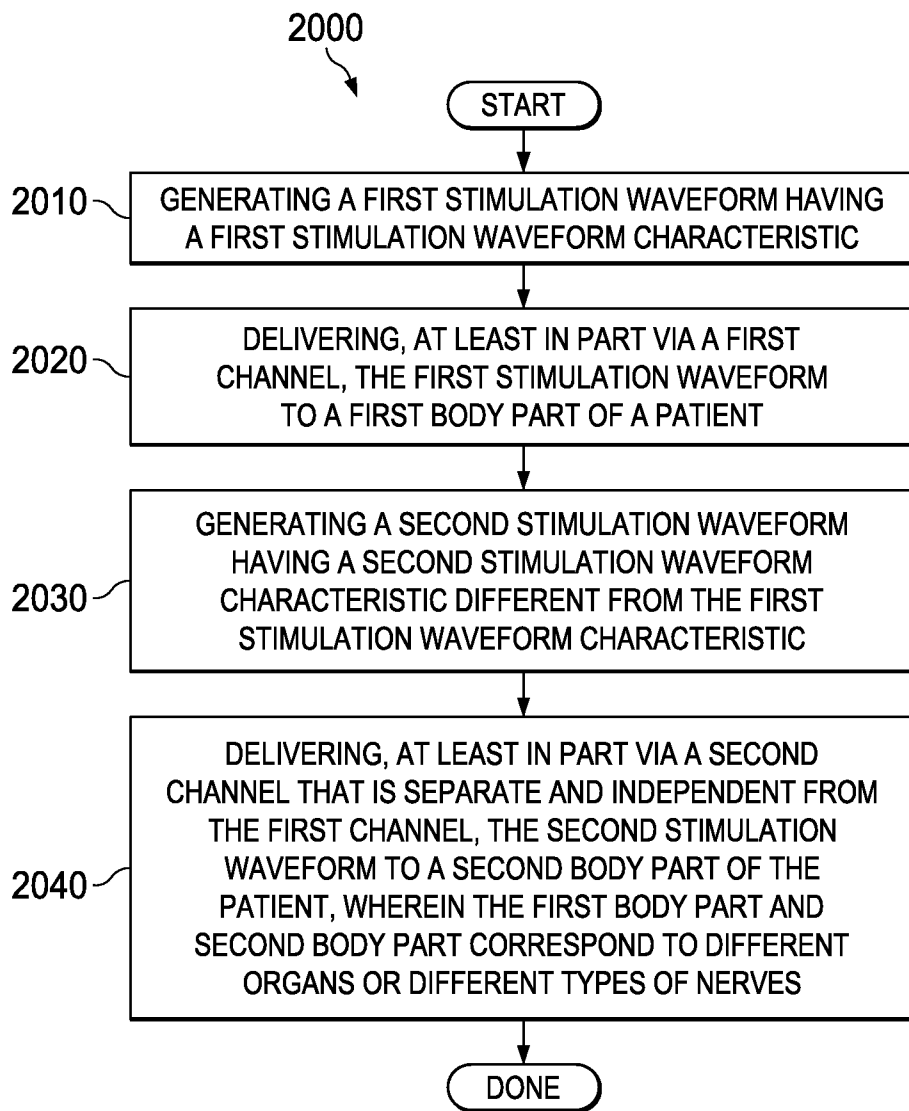 2000
START
2010
GENERATING A FIRST STIMULATION WAVEFORM HAVING
A FIRST STIMULATION WAVEFORM CHARACTERISTIC
2020
DELIVERING, AT LEAST IN PART VIA A FIRST
CHANNEL, THE FIRST STIMULATION WAVEFORM
TO A FIRST BODY PART OF A PATIENT
2030
GENERATING A SECOND STIMULATION WAVEFORM
HAVING A SECOND STIMULATION WAVEFORM
CHARACTERISTIC DIFFERENT FROM THE FIRST
STIMULATION WAVEFORM CHARACTERISTIC
2040
DELIVERING, AT LEAST IN PART VIA A SECOND
CHANNEL THAT IS SEPARATE AND INDEPENDENT FROM
THE FIRST CHANNEL, THE SECOND STIMULATION
WAVEFORM TO A SECOND BODY PART OF THE
PATIENT, WHEREIN THE FIRST BODY PART AND
SECOND BODY PART CORRESPOND TO DIFFERENT
ORGANS OR DIFFERENT TYPES OF NERVES
DONE